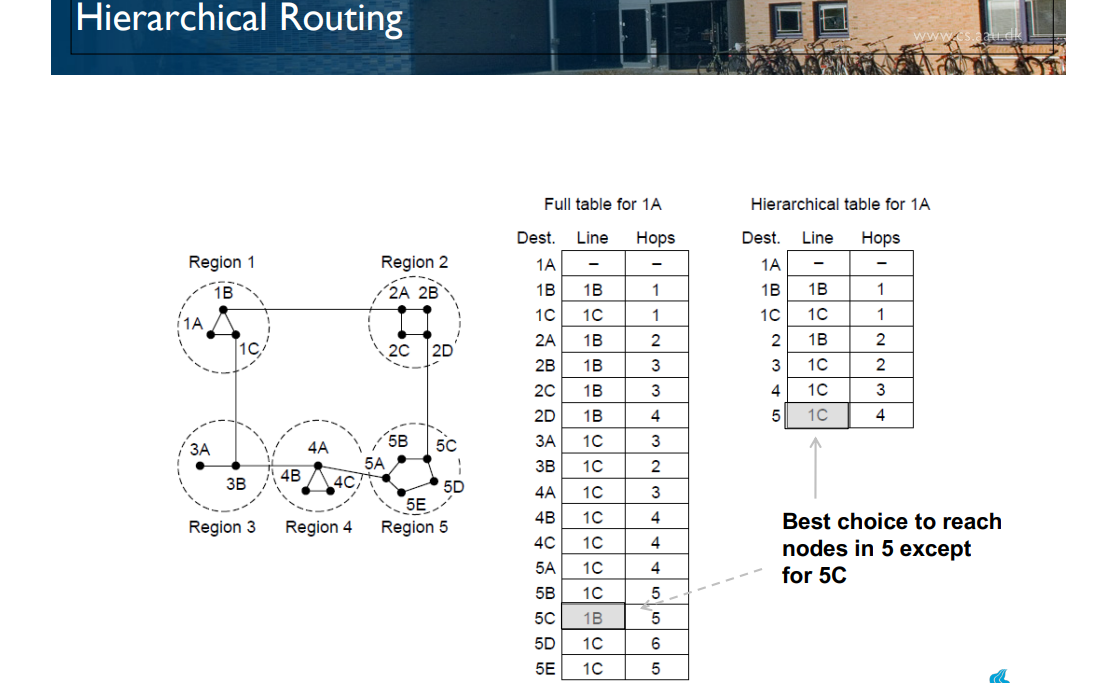 Hierarchical Routing
www.cs.aau.dk
Region 1
Region 2
1B
1A
1C
2A 2B
2C 2D
3A
3B
4A
4B
4C
5A
5B
5C
5D
5E
Region 3
Region 4
Region 5
Full table for 1A
Dest. Line Hops
1A – –
1B 1B 1
1C 1C 1
2A 1B 2
2B 1B 3
2C 1B 3
2D 1B 4
3A 1C 3
3B 1C 2
4A 1C 3
4B 1C 4
4C 1C 4
5A 1C 4
5B 1C 5
5C 1B 5
5D 1C 6
5E 1C 5
Hierarchical table for 1A
Dest. Line Hops
1A – –
1B 1B 1
1C 1C 1
2 1B 2
3 1C 2
4 1C 3
5 1C 4
Best choice to reach
nodes in 5 except
for 5C